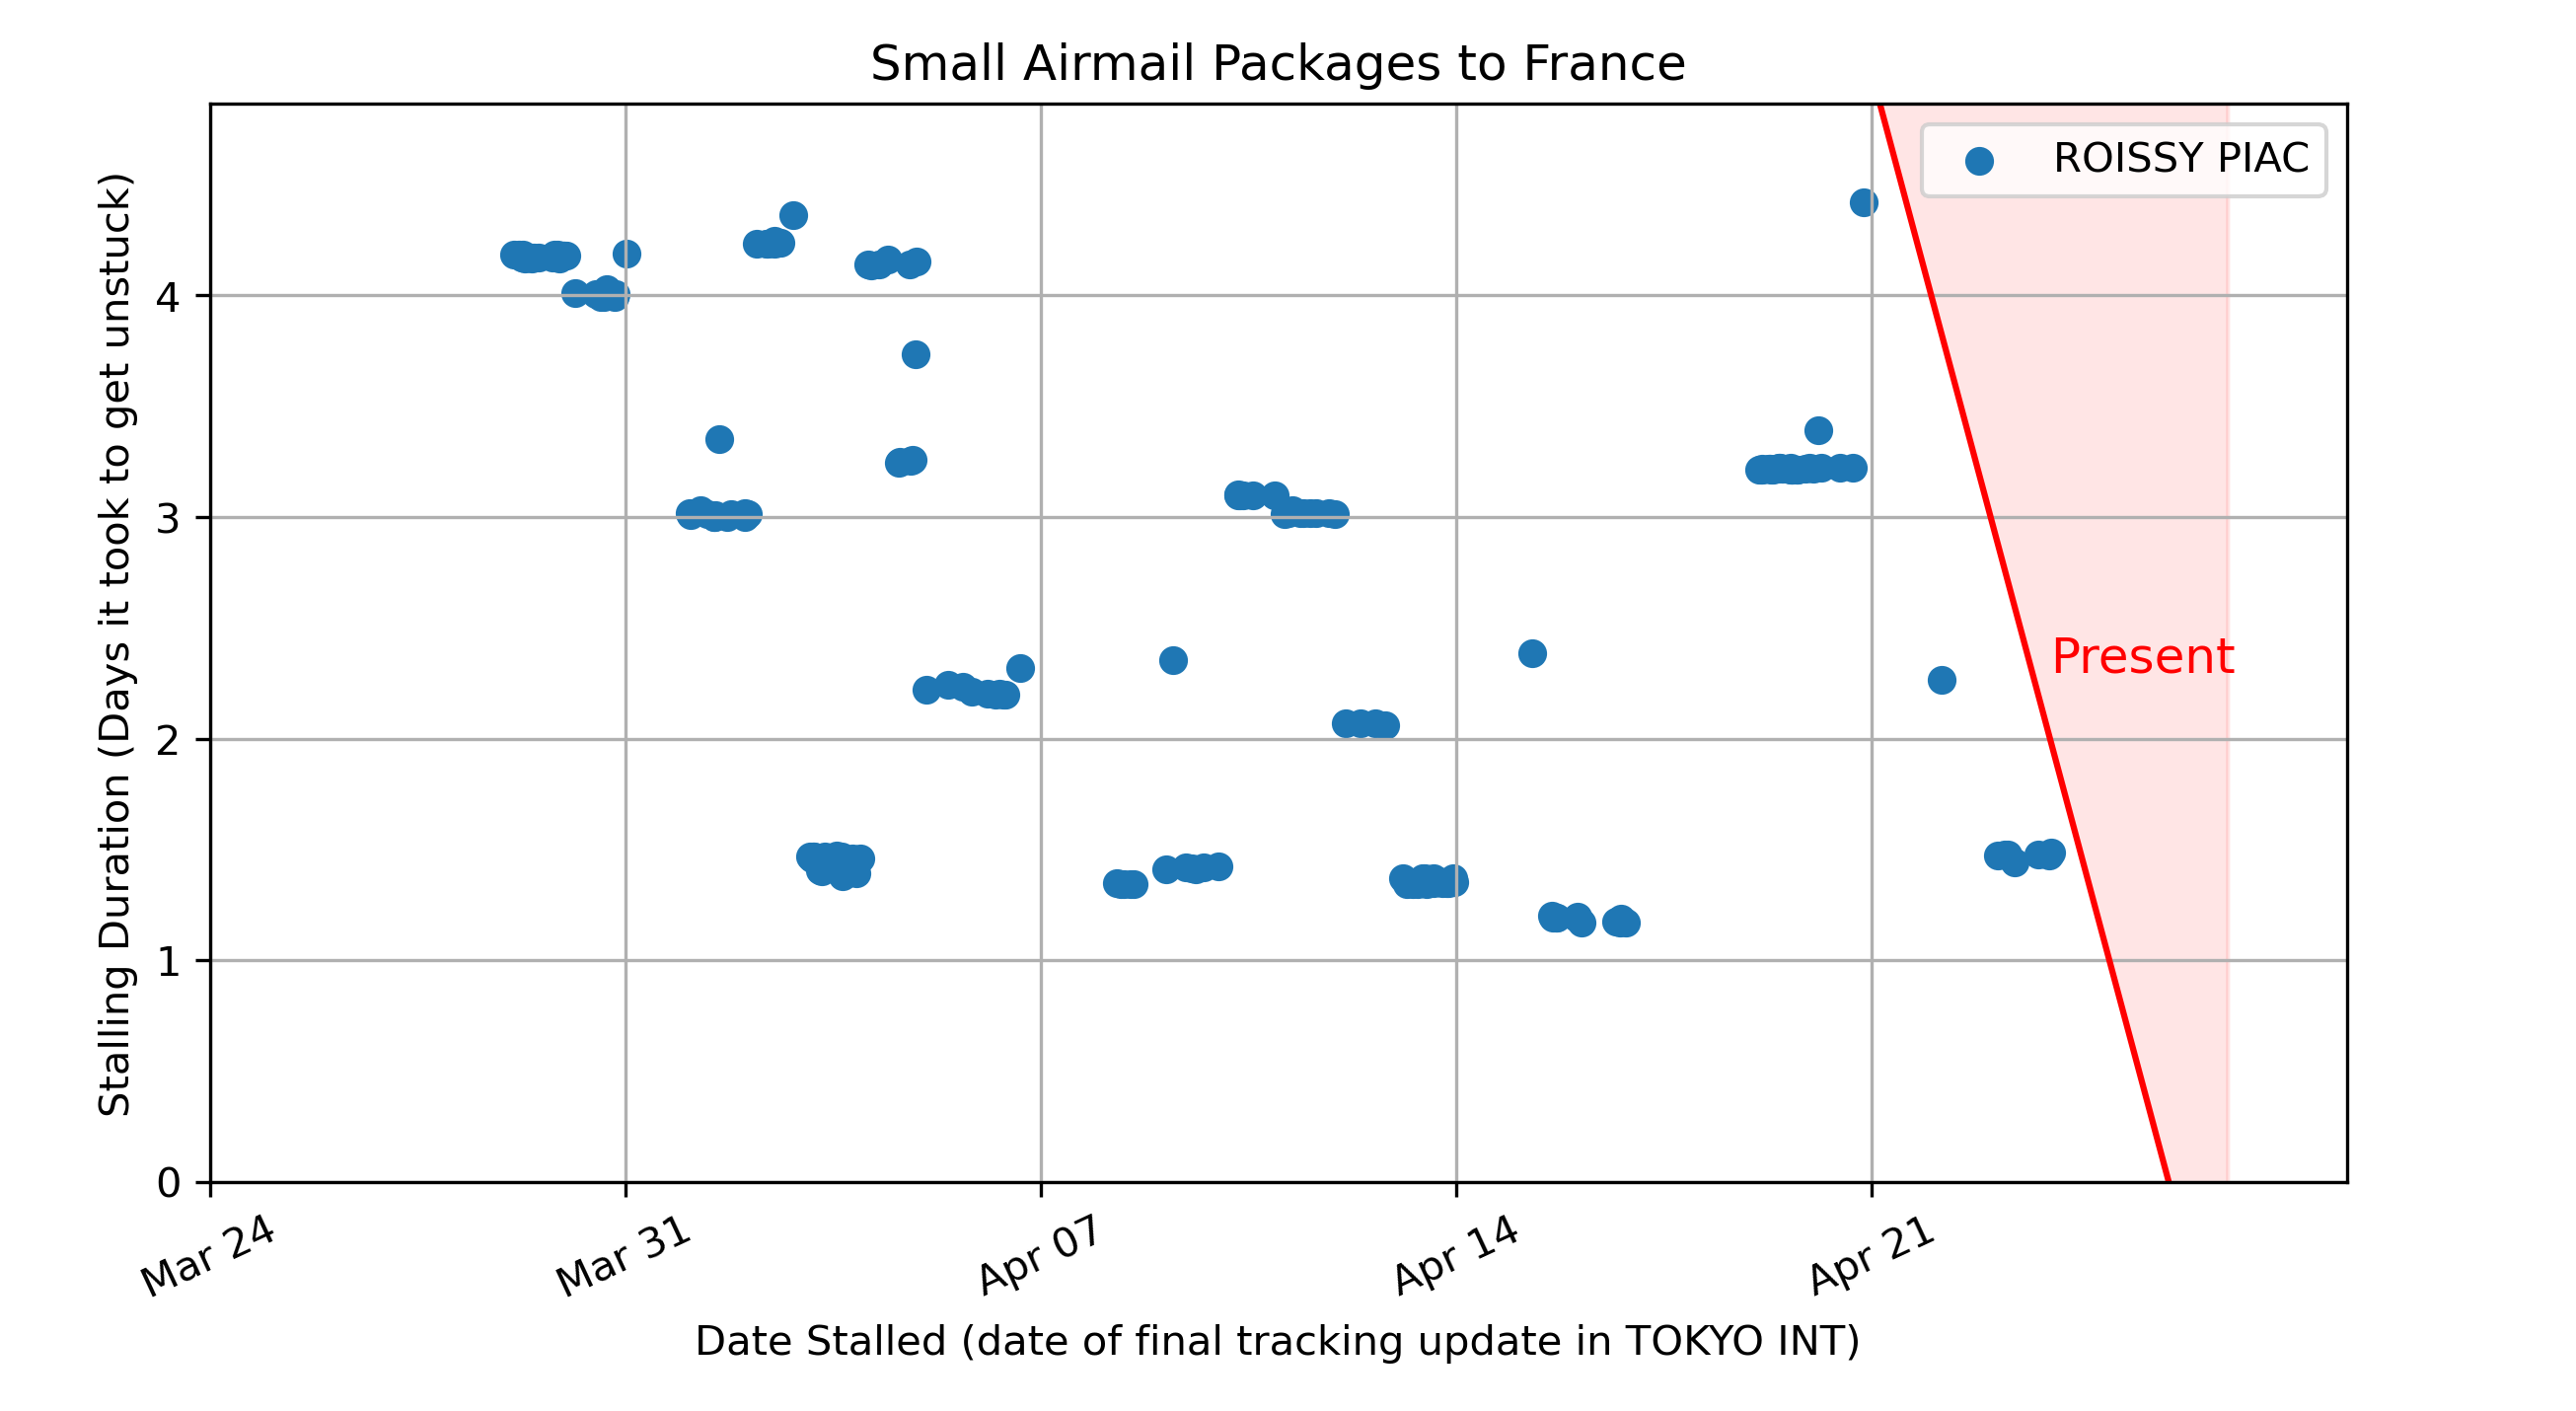 Small Airmail Packages to France
ROISSY PIAC
Stalling Duration (Days it took to get unstuck)
4
3
2
1
0
Present
Mar 24
Mar 31
Apr 07
Apr 14
Apr 21
Date Stalled (date of final tracking update in TOKYO INT)